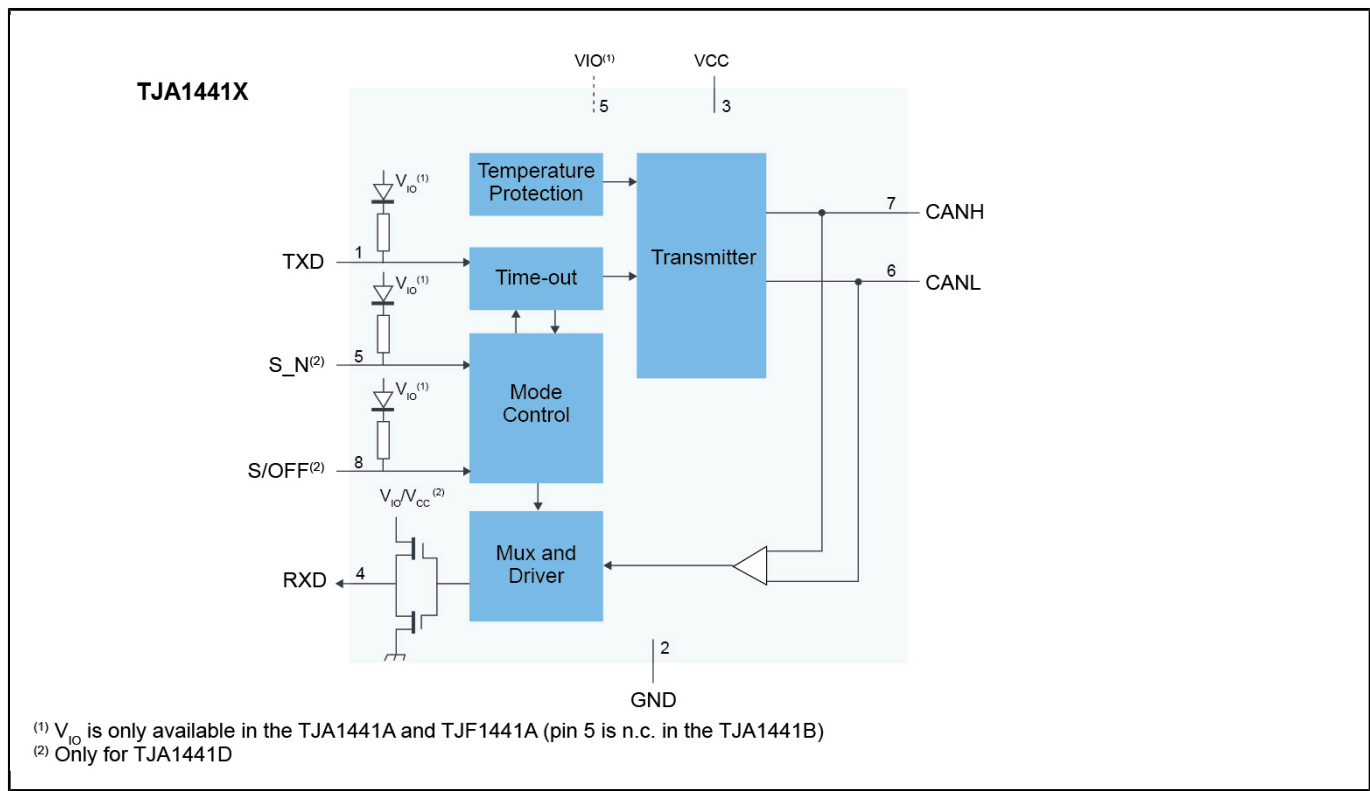 VIO(1)
VCC
TJA1441X
5
3
Temperature
Protection
VIO(1)
7
CANH
1
TXD
Time-out
Transmitter
6
CANL
VIO(1)
5
S_N(2)
Mode
Control
VIO(1)
8
S/OFF(2)
VIO/VCC(2)
Mux and
Driver
4
RXD
2
GND
(1) VIO is only available in the TJA1441A and TJF1441A (pin 5 is n.c. in the TJA1441B)
(2) Only for TJA1441D